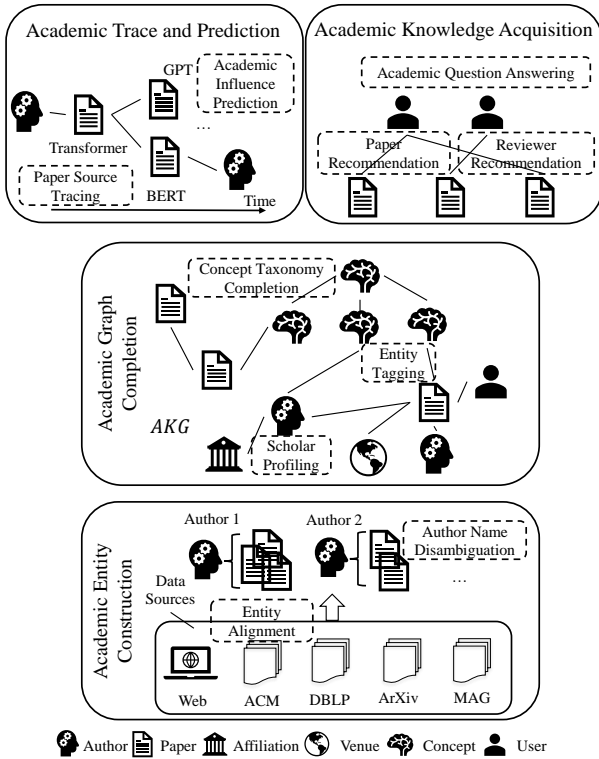 Academic Trace and Prediction
GPT
Academic
Influence
Prediction
...
Transformer
Paper Source
Tracing
BERT
Time
Academic Knowledge Acquisition
Academic Question Answering
Paper
Recommendation
Reviewer
Recommendation
Academic Graph
Completion
Concept Taxonomy
Completion
Entity
Tagging
AKG
Scholar
Profiling
Academic Entity
Construction
Author 1
Author 2
Author Name
Disambiguation
...
Data
Sources
Entity
Alignment
Web
ACM
DBLP
ArXiv
MAG
Author
Paper
Affiliation
Venue
Concept
User